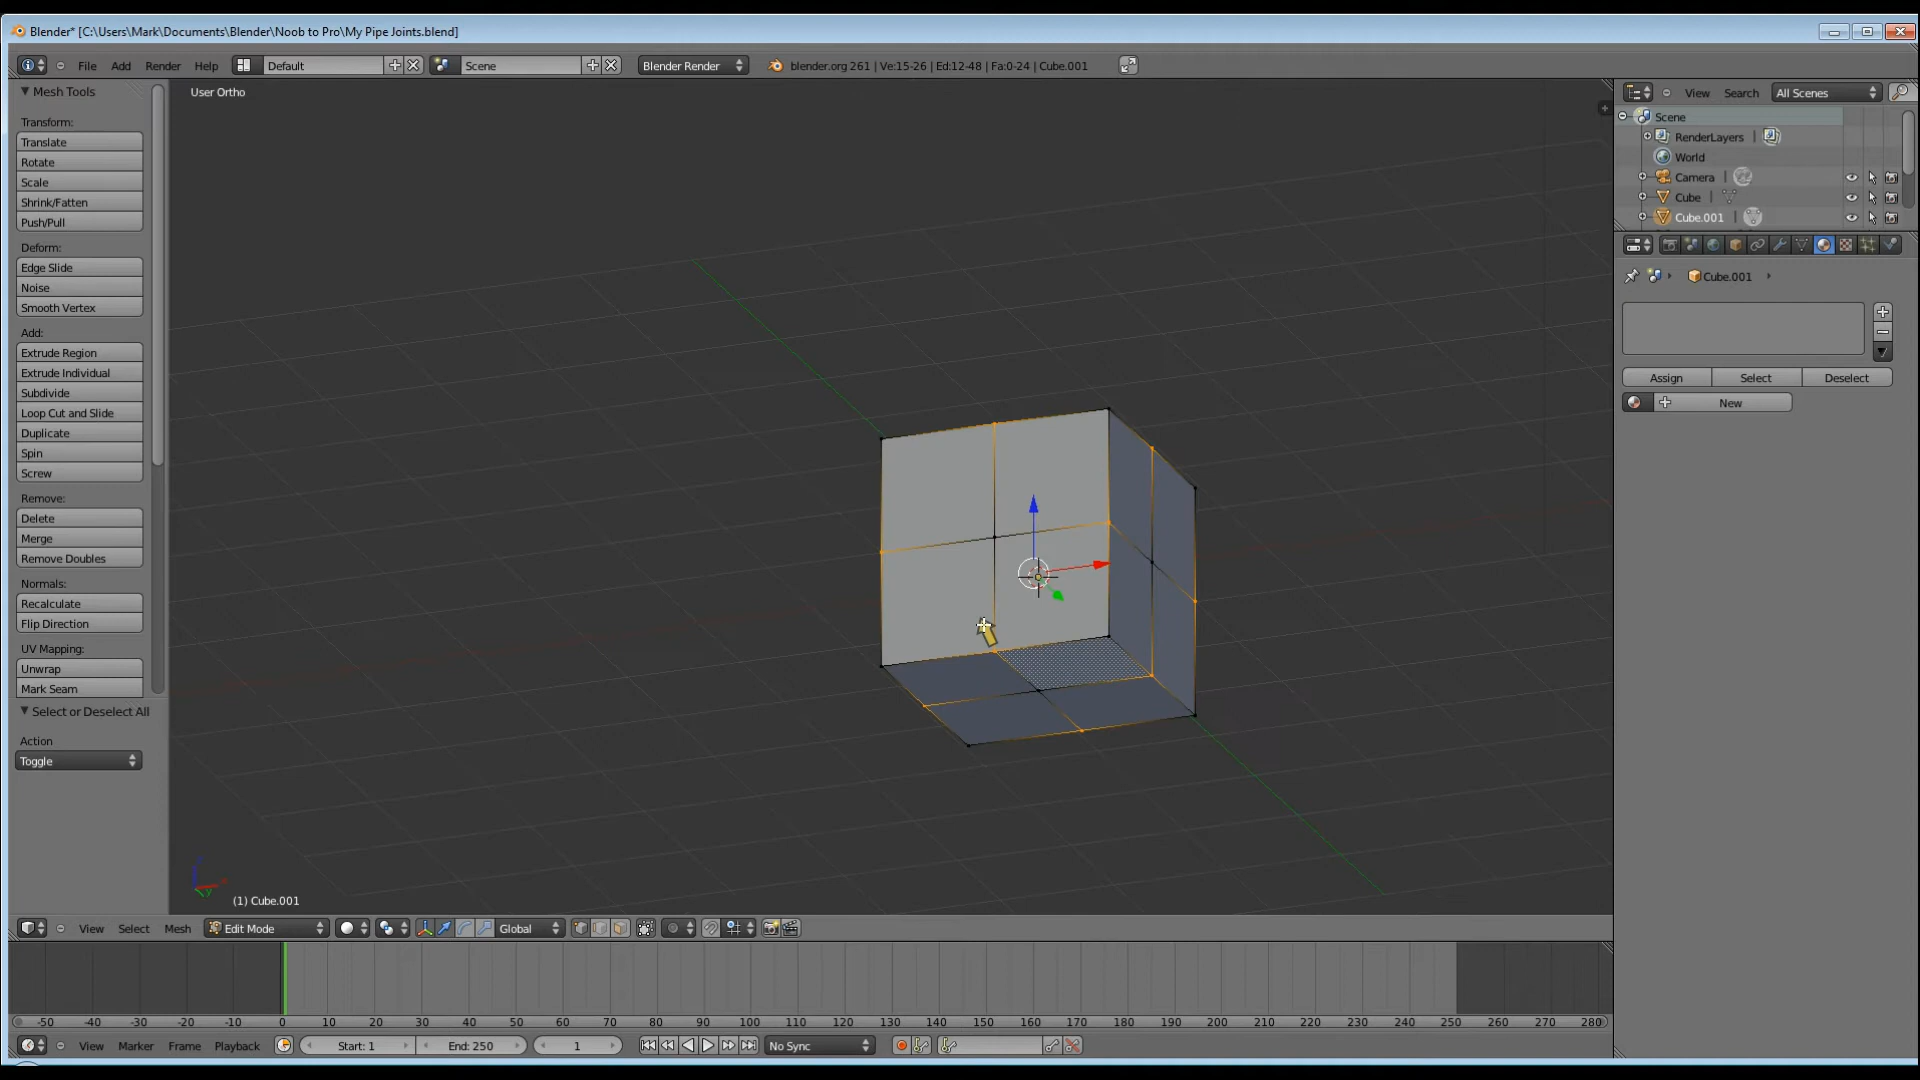 Blender* [C:\Users\Mark\Documents\Blender\Noob to Pro\My Pipe Joints.blend]
File Add Render Help Default Scene Blender Render blender.org 261 | Ve:15-26 | Ed:12-48 | Fa:0-24 | Cube.001
Mesh Tools
Transform:
Translate
Rotate
Scale
Shrink/Fatten
Push/Pull
Deform:
Edge Slide
Noise
Smooth Vertex
Add:
Extrude Region
Extrude Individual
Subdivide
Loop Cut and Slide
Duplicate
Spin
Screw
Remove:
Delete
Merge
Remove Doubles
Normals:
Recalculate
Flip Direction
UV Mapping:
Unwrap
Mark Seam
Select or Deselect All
Action
Toggle
User Ortho
(1) Cube.001
View Select Mesh Edit Mode Global
-50 -40 -30 -20 -10 0 10 20 30 40 50 60 70 80 90 100 110 120 130 140 150 160 170 180 190 200 210 220 230 240 250 260 270 280
View Marker Frame Playback Start: 1 End: 250 1 No Sync
View Search All Scenes
Scene
RenderLayers |
World
Camera |
Cube |
Cube.001 |
Cube.001
Assign Select Deselect
New